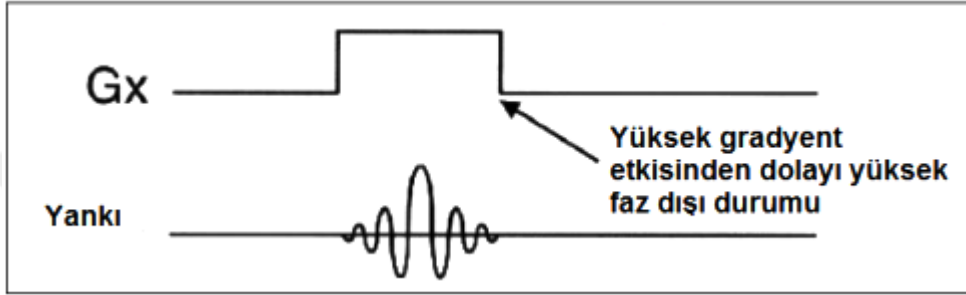 Gx
Yüksek gradyent
etkisinden dolayı yüksek
faz dışı durumu
Yankı